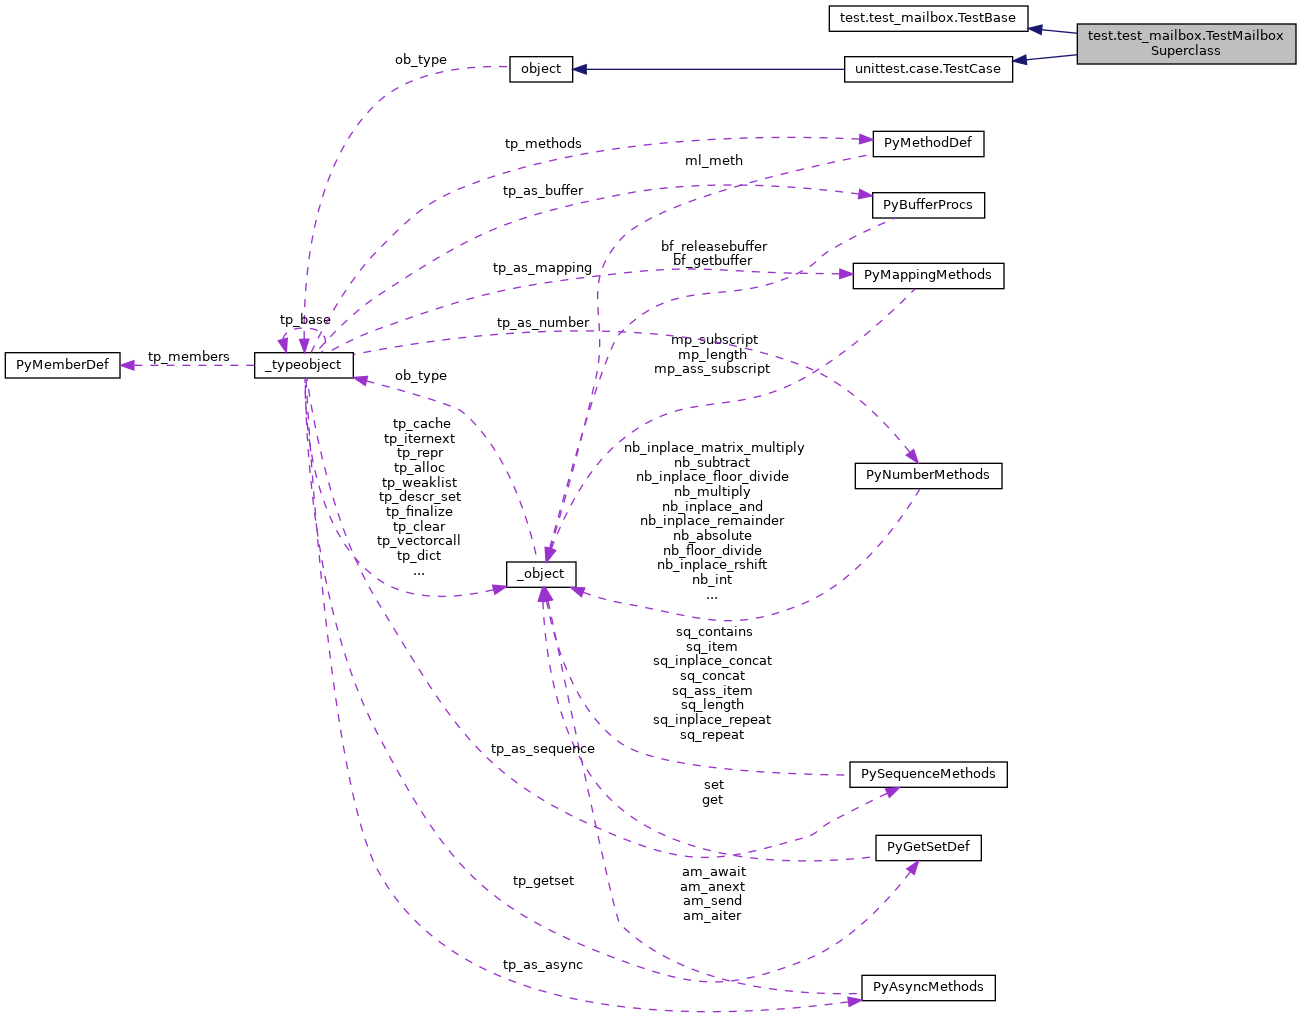 test.test_mailbox.TestBase
test.test_mailbox.TestMailbox
Superclass
ob_type
object
unittest.case.TestCase
tp_methods
PyMethodDef
ml_meth
tp_as_buffer
PyBufferProcs
bf_releasebuffer
bf_getbuffer
tp_as_mapping
PyMappingMethods
tp_base
tp_as_number
mp_subscript
mp_length
mp_ass_subscript
PyMemberDef
tp_members
_typeobject
ob_type
tp_cache
tp_iternext
tp_repr
tp_alloc
tp_weaklist
tp_descr_set
tp_finalize
tp_clear
tp_vectorcall
tp_dict
...
nb_inplace_matrix_multiply
nb_subtract
nb_inplace_floor_divide
nb_multiply
nb_inplace_and
nb_inplace_remainder
nb_absolute
nb_floor_divide
nb_inplace_rshift
nb_int
...
PyNumberMethods
_object
sq_contains
sq_item
sq_inplace_concat
sq_concat
sq_ass_item
sq_length
sq_inplace_repeat
sq_repeat
tp_as_sequence
PySequenceMethods
set
get
PyGetSetDef
tp_getset
am_await
am_anext
am_send
am_aiter
tp_as_async
PyAsyncMethods